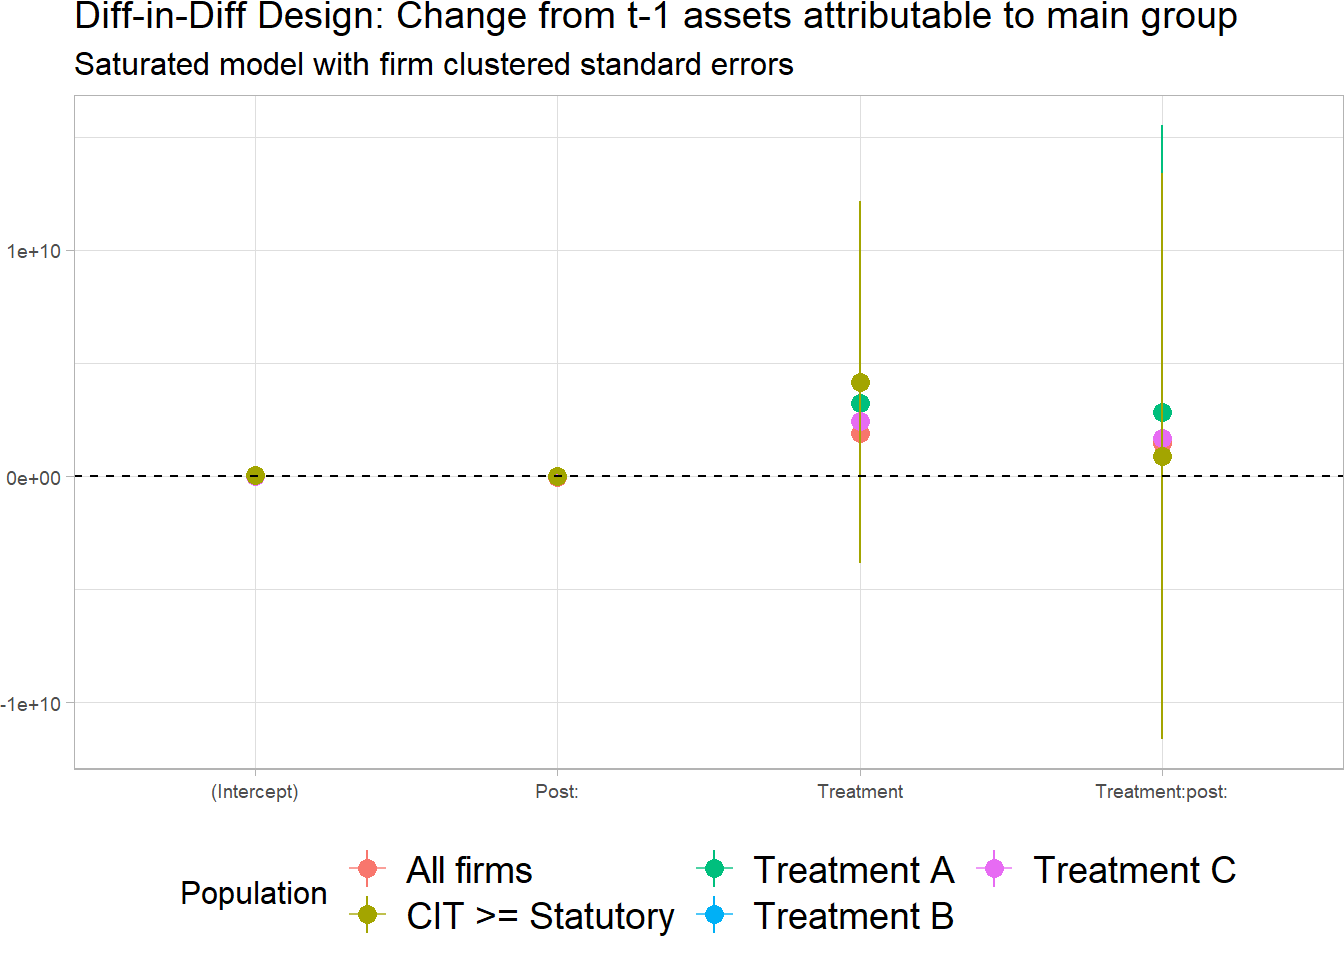 Diff-in-Diff Design: Change from t-1 assets attributable to main group
Saturated model with firm clustered standard errors
1e+10
0e+00
-1e+10
(Intercept) Post: Treatment Treatment:post:
Population
All firms Treatment A Treatment C
CIT >= Statutory Treatment B